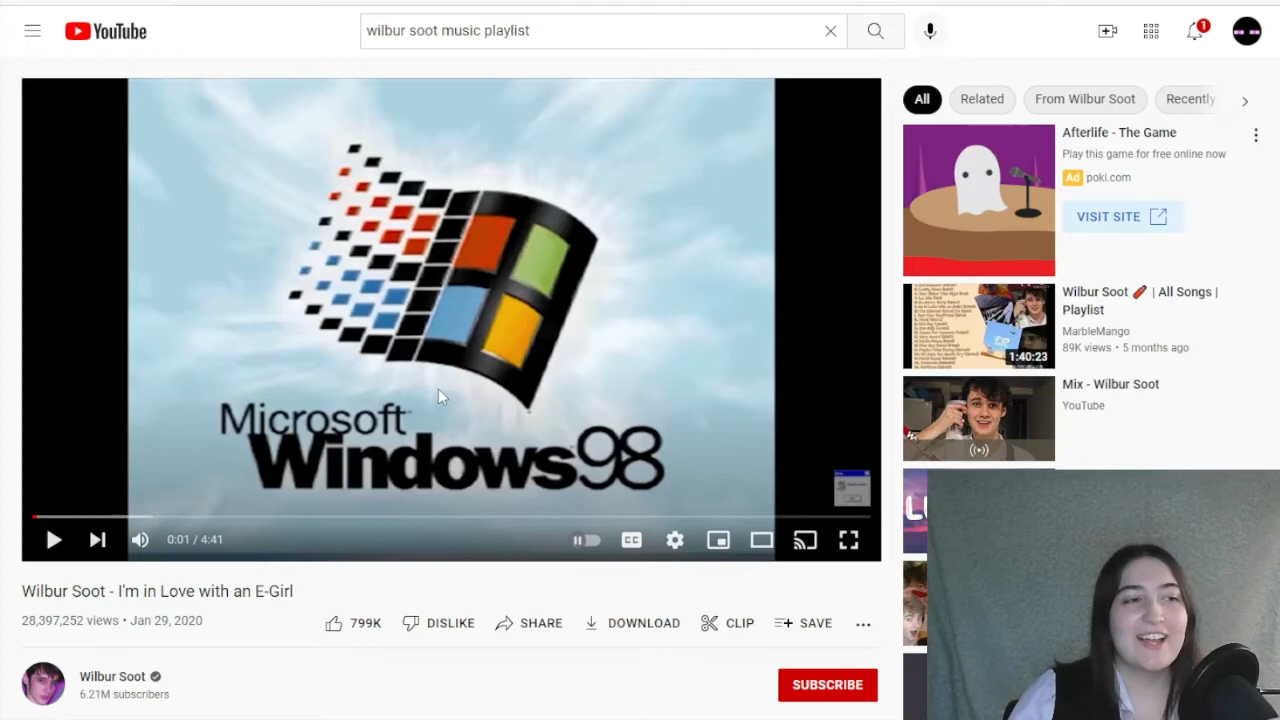 YouTube
wilbur soot music playlist
1
Microsoft
Windows98
0:01 / 4:41
CC
Wilbur Soot - I'm in Love with an E-Girl
28,397,252 views • Jan 29, 2020
799K
DISLIKE
SHARE
DOWNLOAD
CLIP
SAVE
Wilbur Soot
6.21M subscribers
SUBSCRIBE
All
Related
From Wilbur Soot
Recently
Afterlife - The Game
Play this game for free online now
Ad poki.com
VISIT SITE
1:40:23
Wilbur Soot 🧨 | All Songs |
Playlist
MarbleMango
89K views • 5 months ago
Mix - Wilbur Soot
YouTube